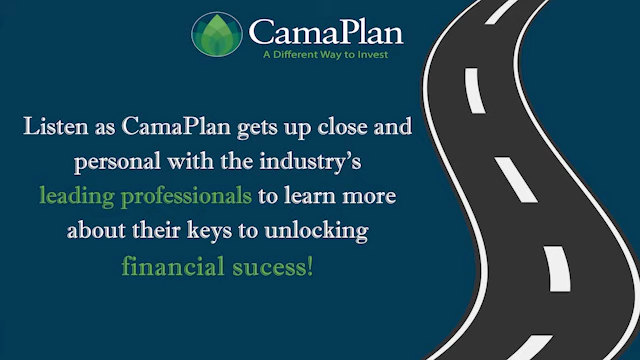 CamaPlan
A Different Way to Invest
Listen as CamaPlan gets up close and
personal with the industry's
leading professionals to learn more
about their keys to unlocking
financial sucess!